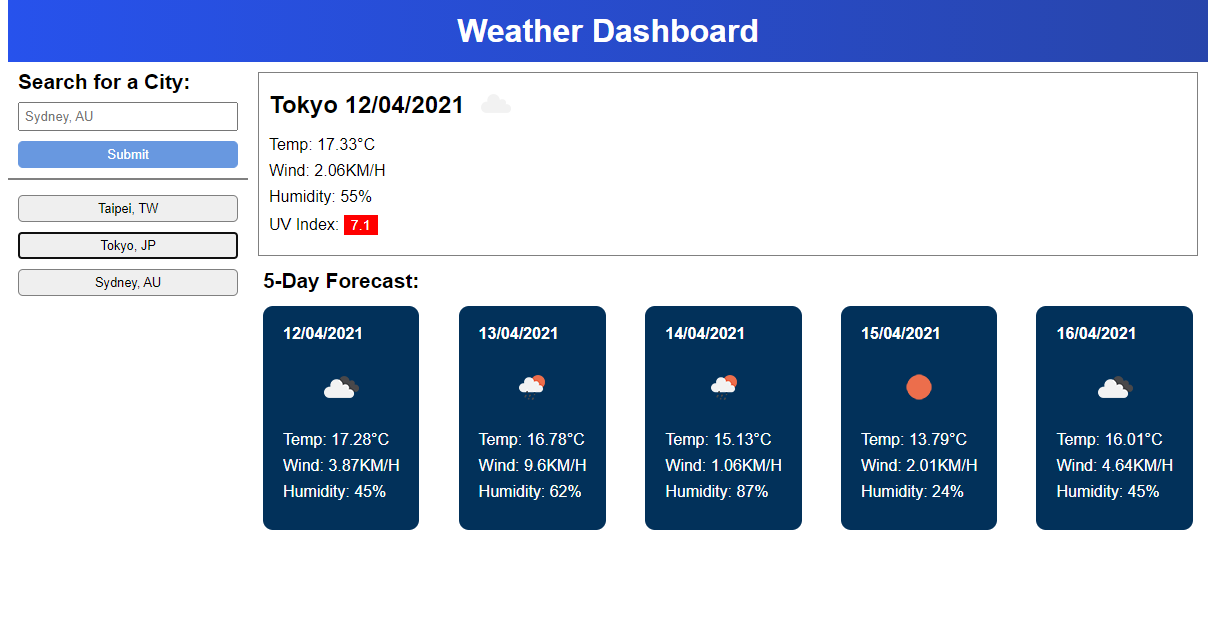 Weather Dashboard
Search for a City:
Sydney, AU
Submit
Taipei, TW
Tokyo, JP
Sydney, AU
Tokyo 12/04/2021
Temp: 17.33°C
Wind: 2.06KM/H
Humidity: 55%
UV Index: 7.1
5-Day Forecast:
12/04/2021
Temp: 17.28°C
Wind: 3.87KM/H
Humidity: 45%
13/04/2021
Temp: 16.78°C
Wind: 9.6KM/H
Humidity: 62%
14/04/2021
Temp: 15.13°C
Wind: 1.06KM/H
Humidity: 87%
15/04/2021
Temp: 13.79°C
Wind: 2.01KM/H
Humidity: 24%
16/04/2021
Temp: 16.01°C
Wind: 4.64KM/H
Humidity: 45%